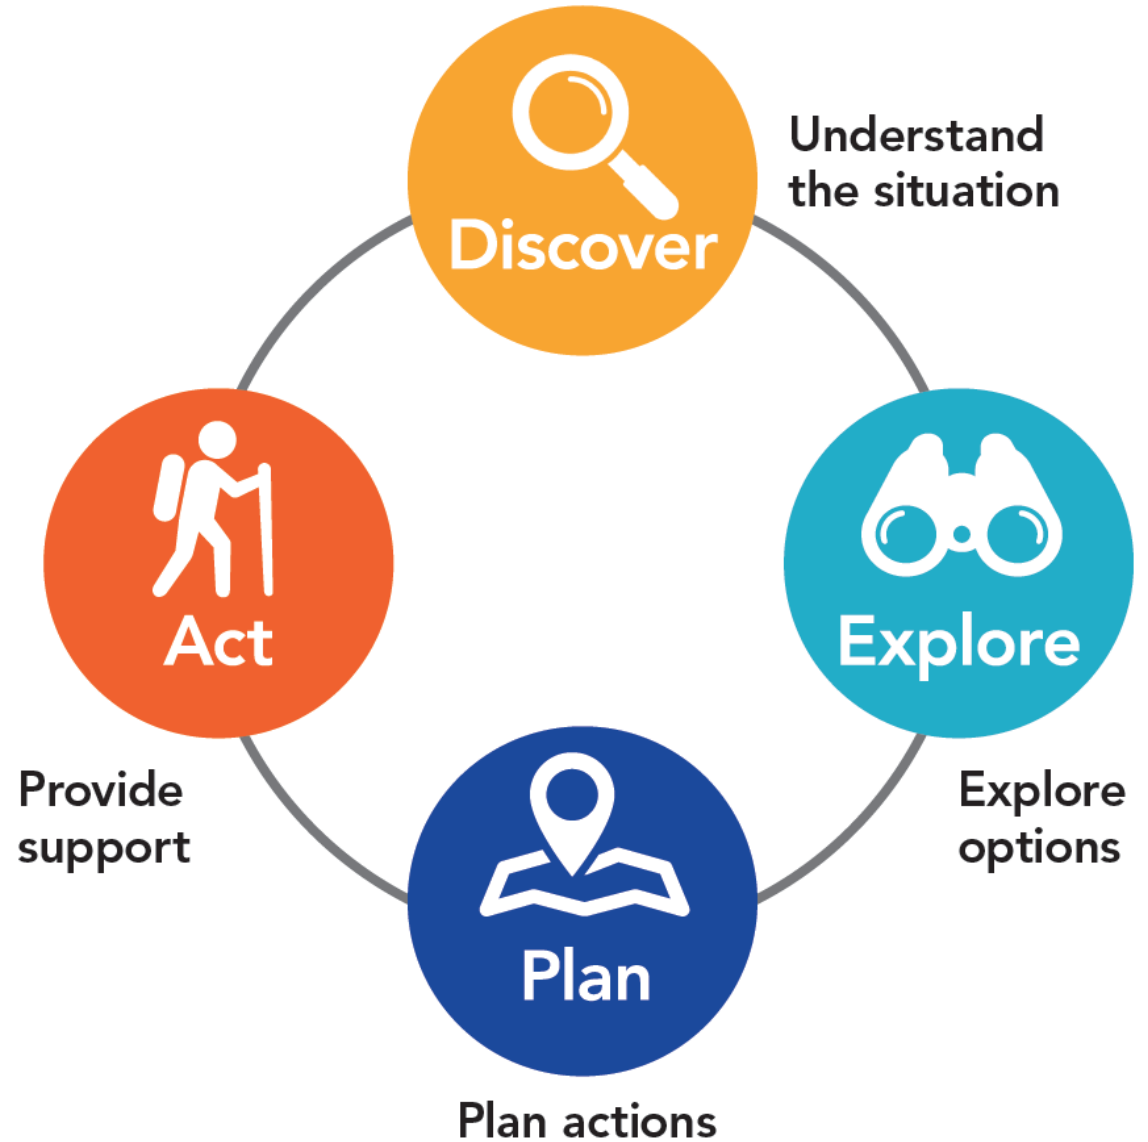 Discover
Understand
the situation
Explore
Explore
options
Plan
Plan actions
Act
Provide
support